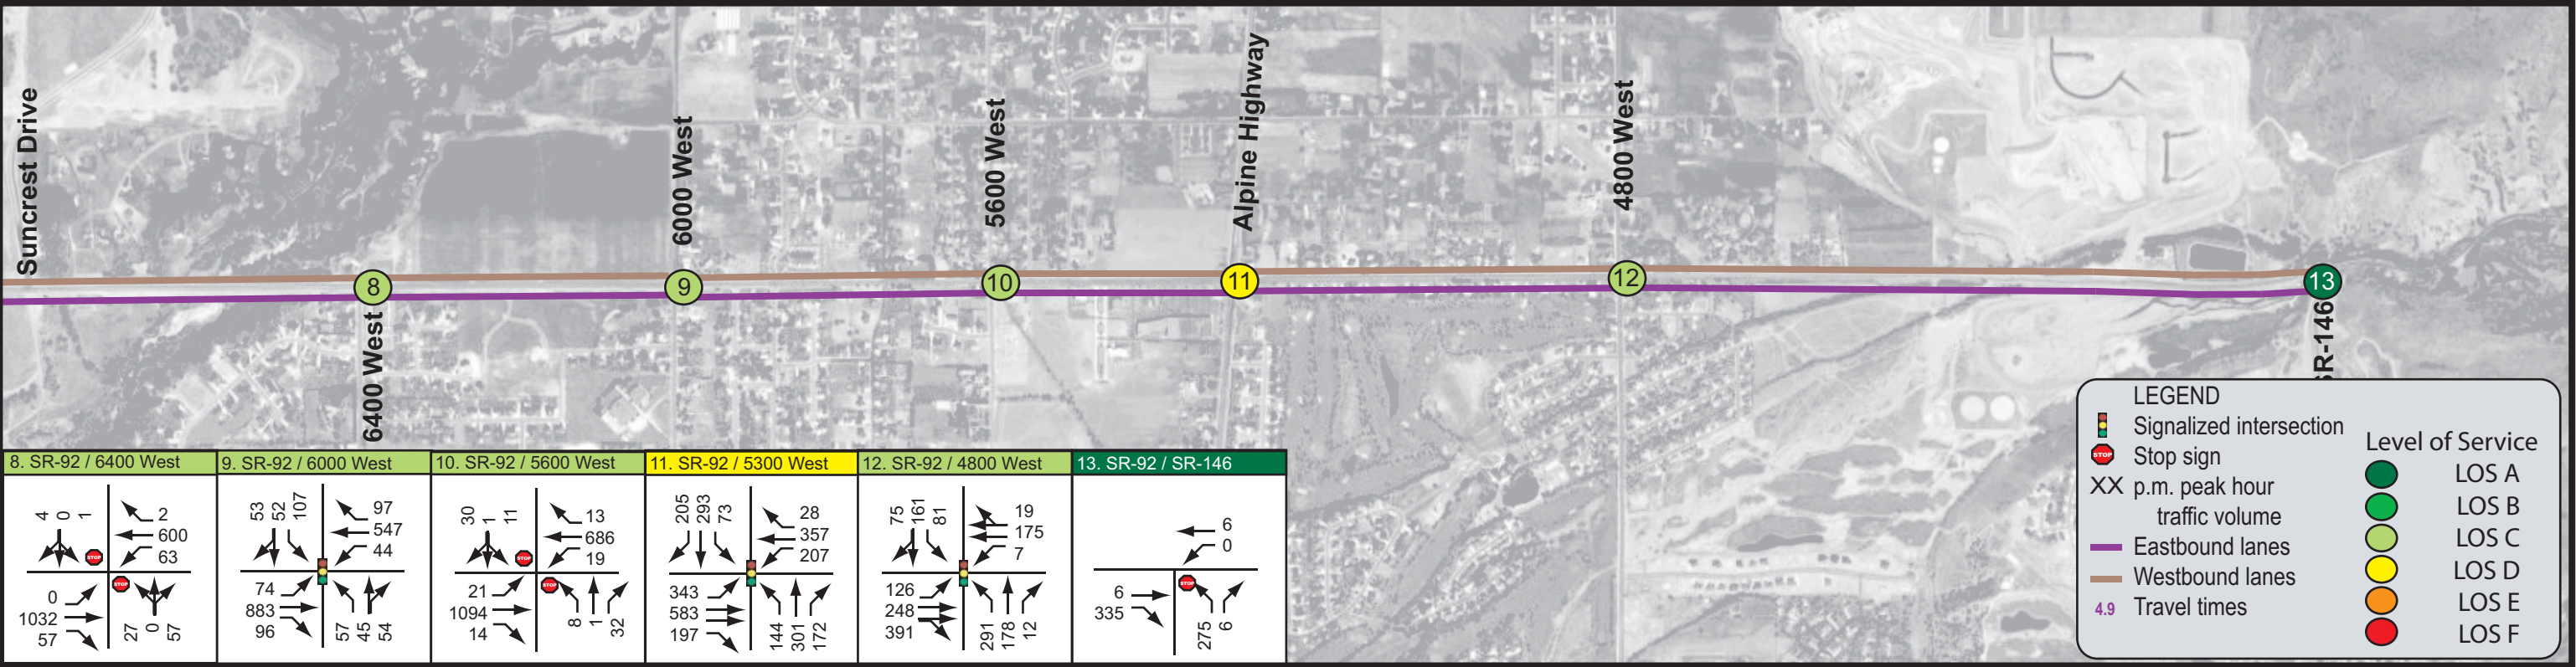 Suncrest Drive
6400 West
6000 West
5600 West
Alpine Highway
4800 West
SR-146
8
9
10
11
12
13
8. SR-92 / 6400 West
4 0 1
STOP
2
600
63
0
1032
57
STOP
27 0 57
9. SR-92 / 6000 West
53 52 107
97
547
44
74
883
96
57 45 54
10. SR-92 / 5600 West
30 1 11
STOP
13
686
19
21
1094
14
STOP
8 1 32
11. SR-92 / 5300 West
205 293 73
28
357
207
343
583
197
144 301 172
12. SR-92 / 4800 West
75 161 81
19
175
7
126
248
391
291 178 12
13. SR-92 / SR-146
6
0
6
335
STOP
275 6
LEGEND
Signalized intersection
STOP Stop sign
XX p.m. peak hour
traffic volume
Eastbound lanes
Westbound lanes
4.9 Travel times
Level of Service
LOS A
LOS B
LOS C
LOS D
LOS E
LOS F